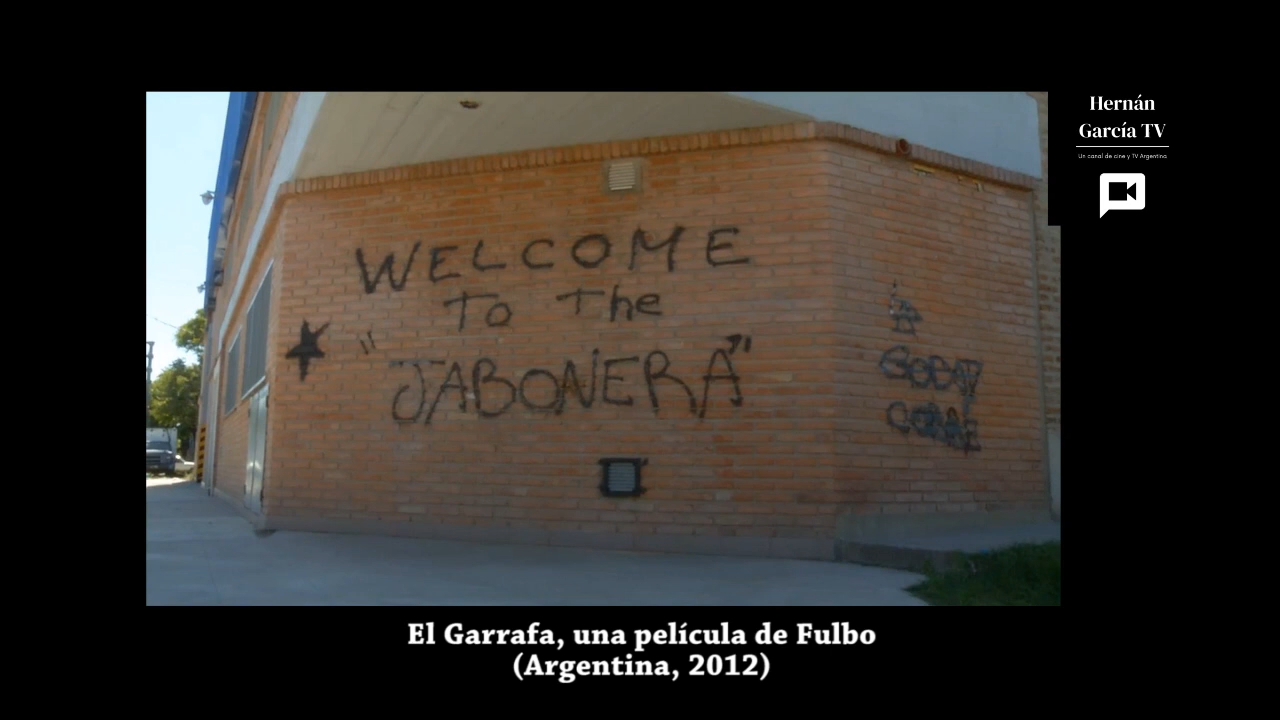 Hernán
García TV
Un canal de cine y TV Argentina
WELCOME
To The
"JABONERA"
El Garrafa, una película de Fulbo
(Argentina, 2012)